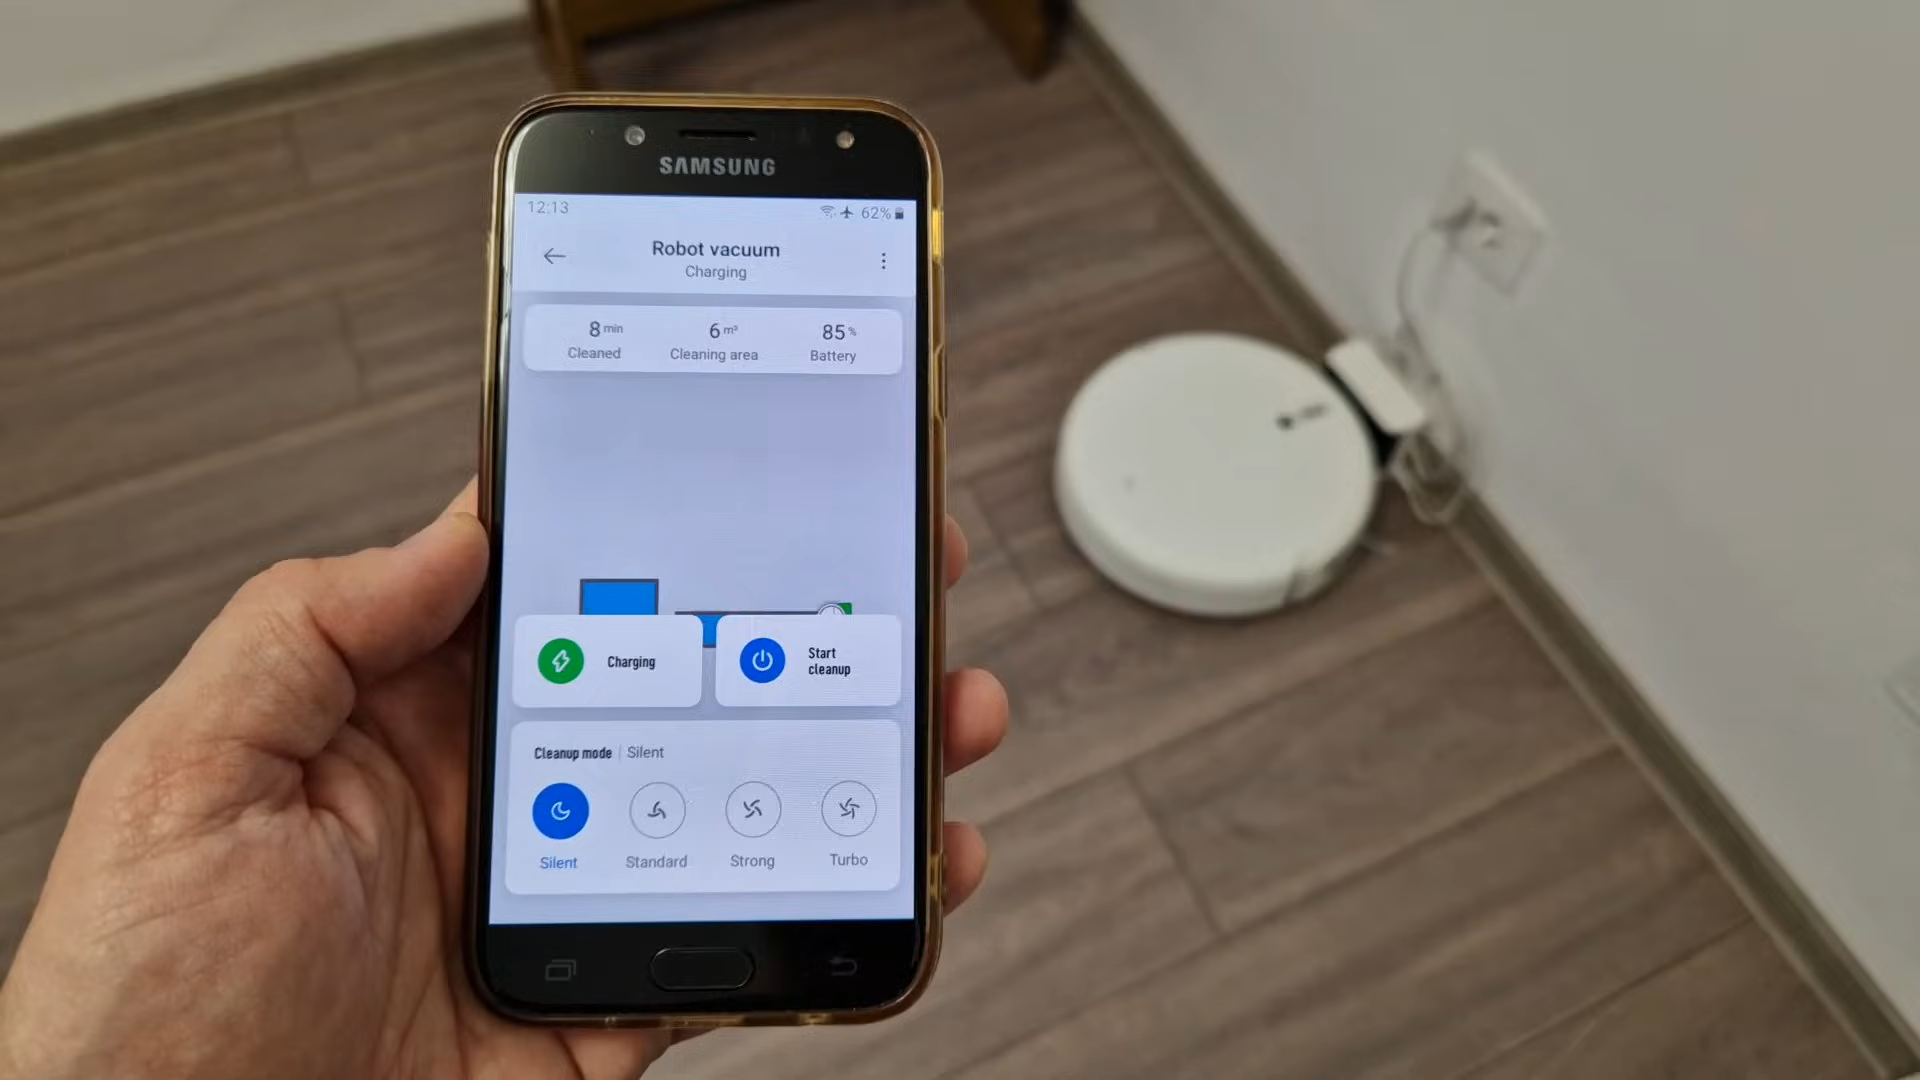 SAMSUNG
12:13 62%
Robot vacuum
Charging
8 min 6 m² 85 %
Cleaned Cleaning area Battery
Charging
Start
cleanup
Cleanup mode | Silent
Silent Standard Strong Turbo